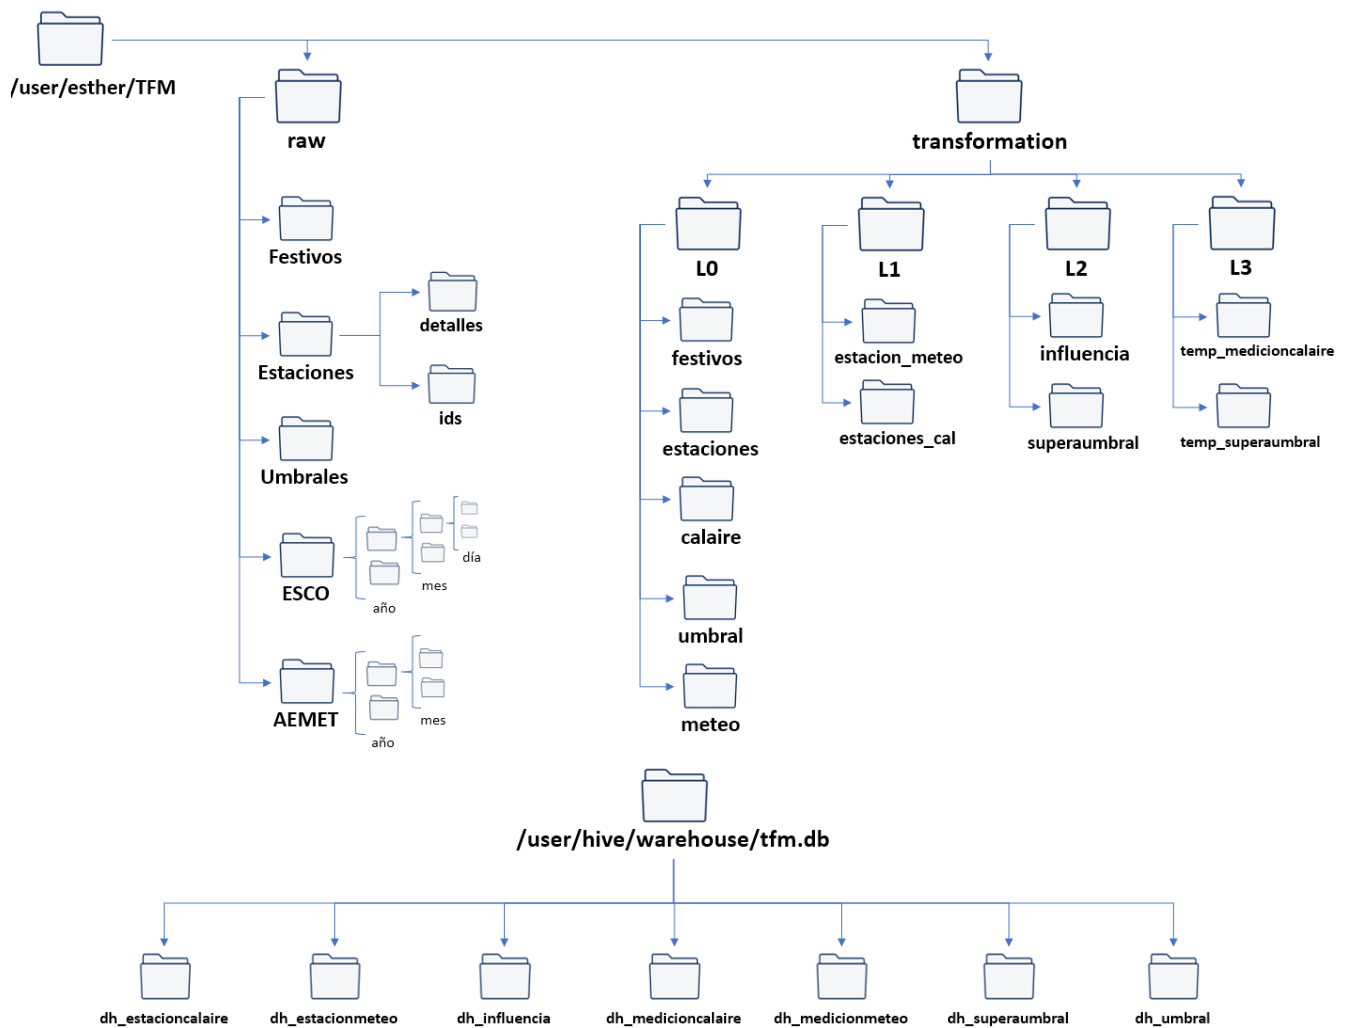 /user/esther/TFM
raw
transformation
Festivos
L0
L1
L2
L3
detalles
festivos
estacion_meteo
influencia
temp_medicioncalaire
Estaciones
ids
estaciones
estaciones_cal
superaumbral
temp_superaumbral
Umbrales
calaire
día
mes
ESCO
año
umbral
AEMET
mes
meteo
año
/user/hive/warehouse/tfm.db
dh_estacioncalaire
dh_estacionmeteo
dh_influencia
dh_medicioncalaire
dh_medicionmeteo
dh_superaumbral
dh_umbral